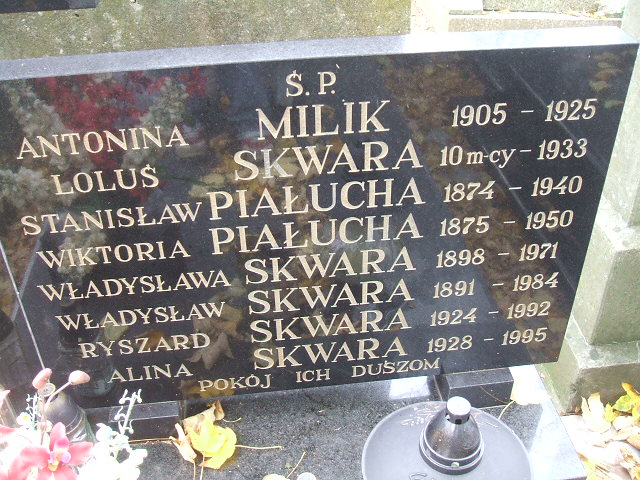 Ś. P.
ANTONINA MILIK 1905 - 1925
LOLUŚ SKWARA 10 m-cy - 1933
STANISŁAW PIAŁUCHA 1874 - 1940
WIKTORIA PIAŁUCHA 1875 - 1950
WŁADYSŁAWA SKWARA 1898 - 1971
WŁADYSŁAW SKWARA 1891 - 1984
RYSZARD SKWARA 1924 - 1992
ALINA SKWARA 1928 - 1995
POKÓJ ICH DUSZOM